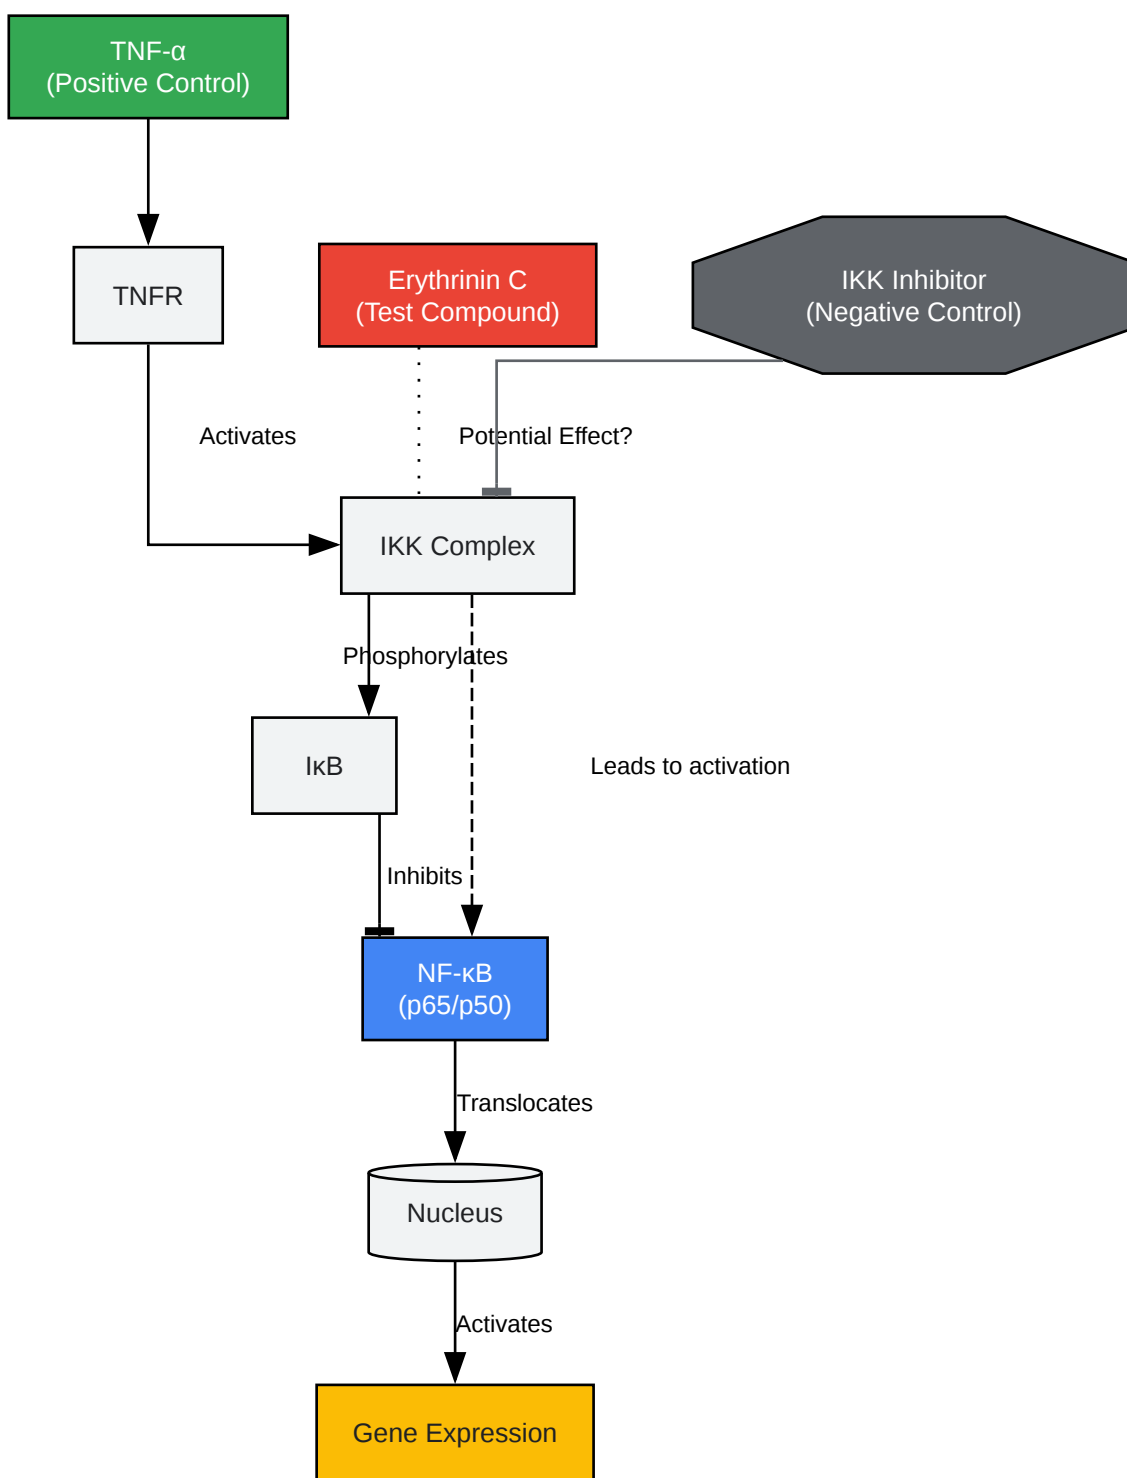 TNF-α
(Positive Control)
TNFR
Erythrinin C
(Test Compound)
IKK Inhibitor
(Negative Control)
Activates
Potential Effect?
IKK Complex
Phosphorylates
IκB
Leads to activation
Inhibits
NF-κB
(p65/p50)
Translocates
Nucleus
Activates
Gene Expression